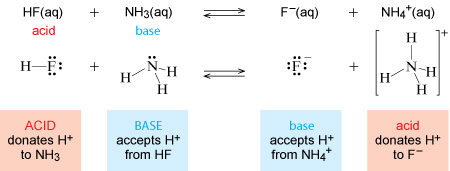 HF(aq) + NH₃(aq) ⇌ F⁻(aq) + NH₄⁺(aq)
acid base
H—F + H N H H ⇌ F⁻ + [H H—N H H]⁺
ACID BASE base acid
donates H⁺ accepts H⁺ accepts H⁺ donates H⁺
to NH₃ from HF from NH₄⁺ to F⁻